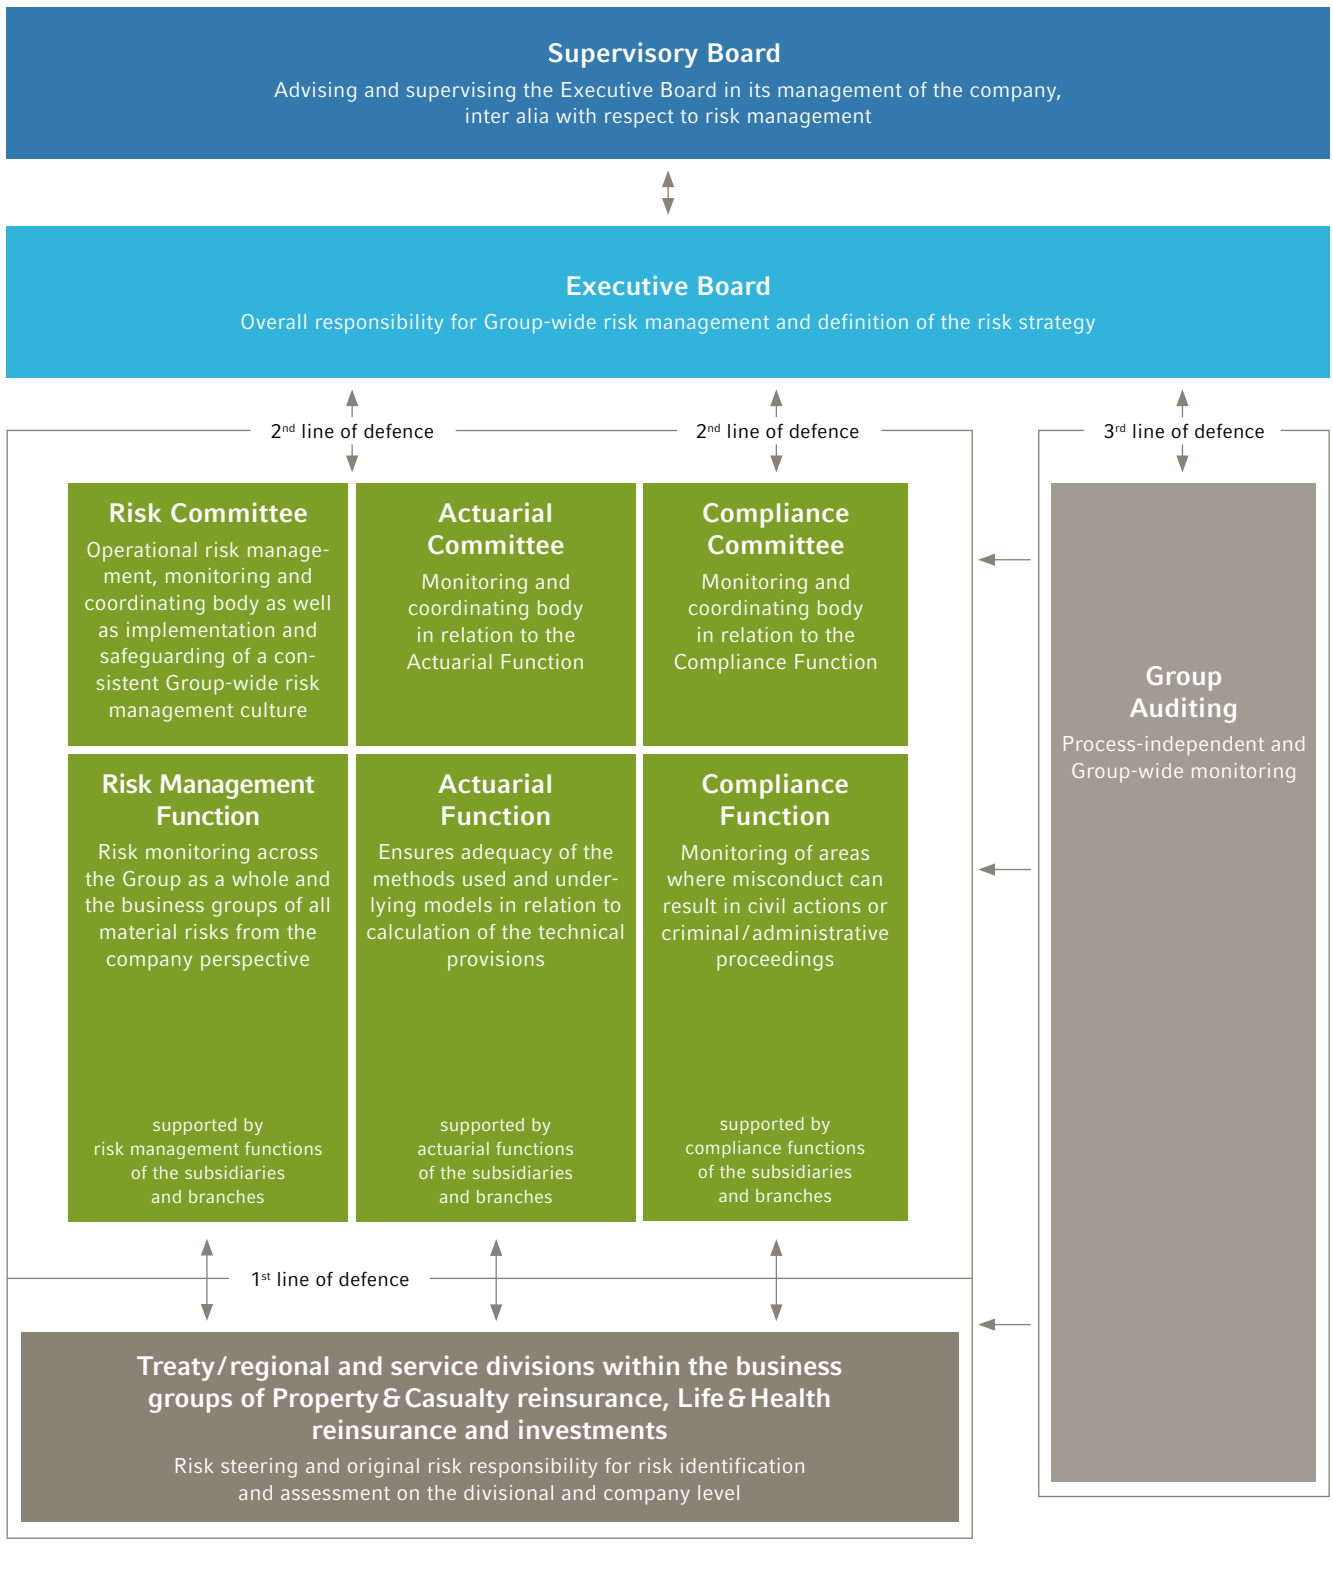 Supervisory Board
Advising and supervising the Executive Board in its management of the company,
inter alia with respect to risk management
Executive Board
Overall responsibility for Group-wide risk management and definition of the risk strategy
2nd line of defence
2nd line of defence
3rd line of defence
Risk Committee
Operational risk manage-
ment, monitoring and
coordinating body as well
as implementation and
safeguarding of a con-
sistent Group-wide risk
management culture
Actuarial
Committee
Monitoring and
coordinating body
in relation to the
Actuarial Function
Compliance
Committee
Monitoring and
coordinating body
in relation to the
Compliance Function
Group
Auditing
Process-independent and
Group-wide monitoring
Risk Management
Function
Risk monitoring across
the Group as a whole and
the business groups of all
material risks from the
company perspective
supported by
risk management functions
of the subsidiaries
and branches
Actuarial
Function
Ensures adequacy of the
methods used and under-
lying models in relation to
calculation of the technical
provisions
supported by
actuarial functions
of the subsidiaries
and branches
Compliance
Function
Monitoring of areas
where misconduct can
result in civil actions or
criminal/administrative
proceedings
supported by
compliance functions
of the subsidiaries
and branches
1st line of defence
Treaty/regional and service divisions within the business
groups of Property & Casualty reinsurance, Life & Health
reinsurance and investments
Risk steering and original risk responsibility for risk identification
and assessment on the divisional and company level